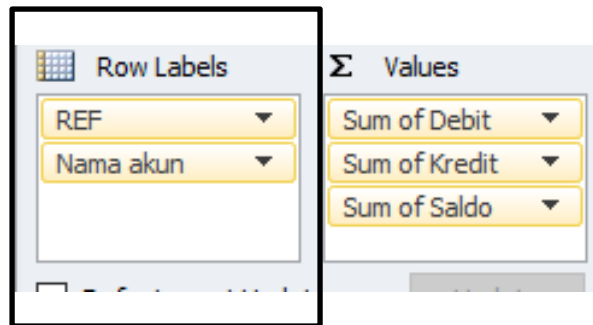 Row Labels
Σ Values
REF
Nama akun
Sum of Debit
Sum of Kredit
Sum of Saldo